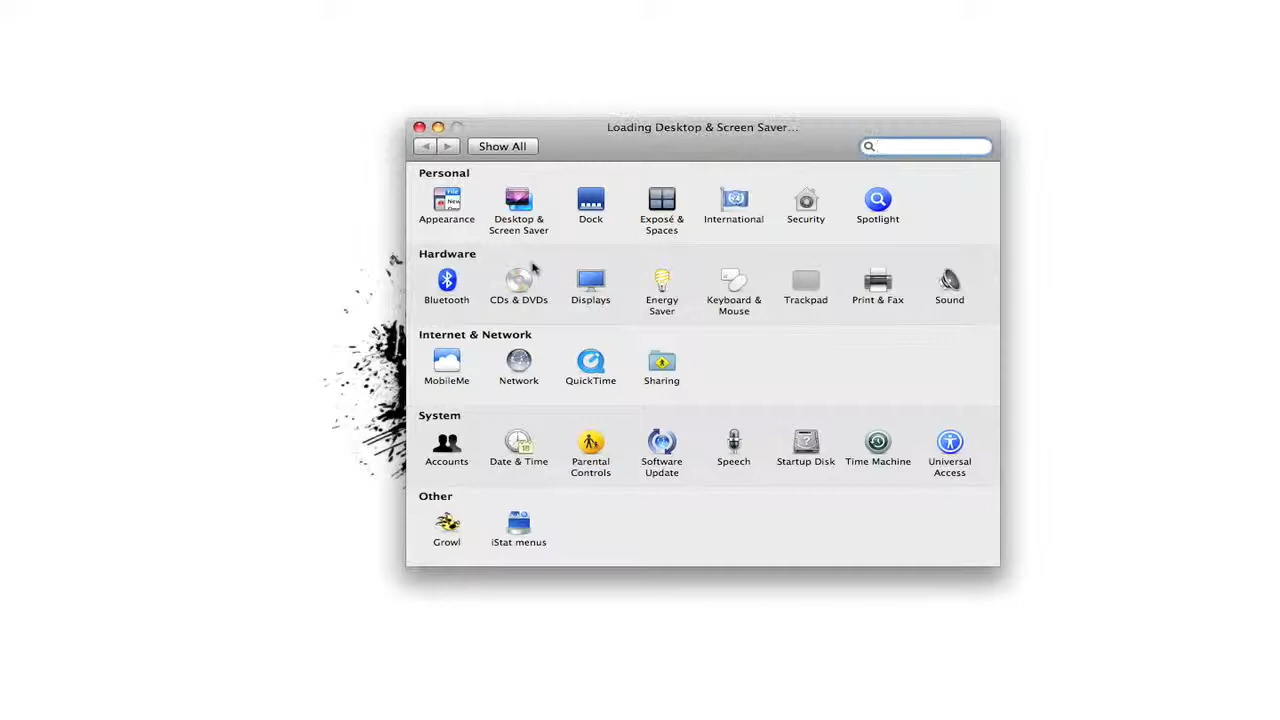 Loading Desktop & Screen Saver...
Show All
Personal
Appearance
Desktop &
Screen Saver
Dock
Exposé &
Spaces
International
Security
Spotlight
Hardware
Bluetooth
CDs & DVDs
Displays
Energy
Saver
Keyboard &
Mouse
Trackpad
Print & Fax
Sound
Internet & Network
MobileMe
Network
QuickTime
Sharing
System
Accounts
Date & Time
Parental
Controls
Software
Update
Speech
Startup Disk
Time Machine
Universal
Access
Other
Growl
iStat menus